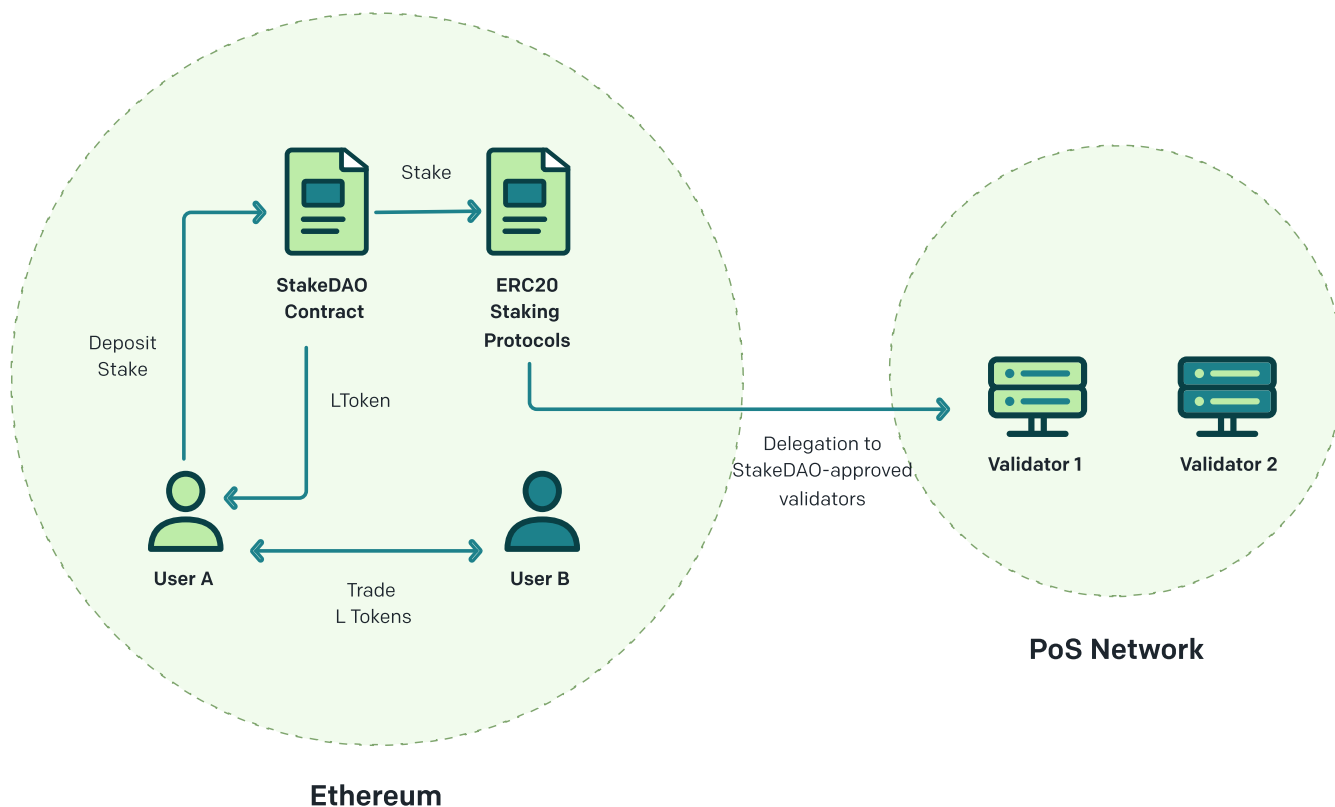 Stake
StakeDAO
Contract
ERC20
Staking
Protocols
Deposit
Stake
LToken
Delegation to
StakeDAO-approved
validators
Validator 1
Validator 2
User A
User B
Trade
L Tokens
PoS Network
Ethereum